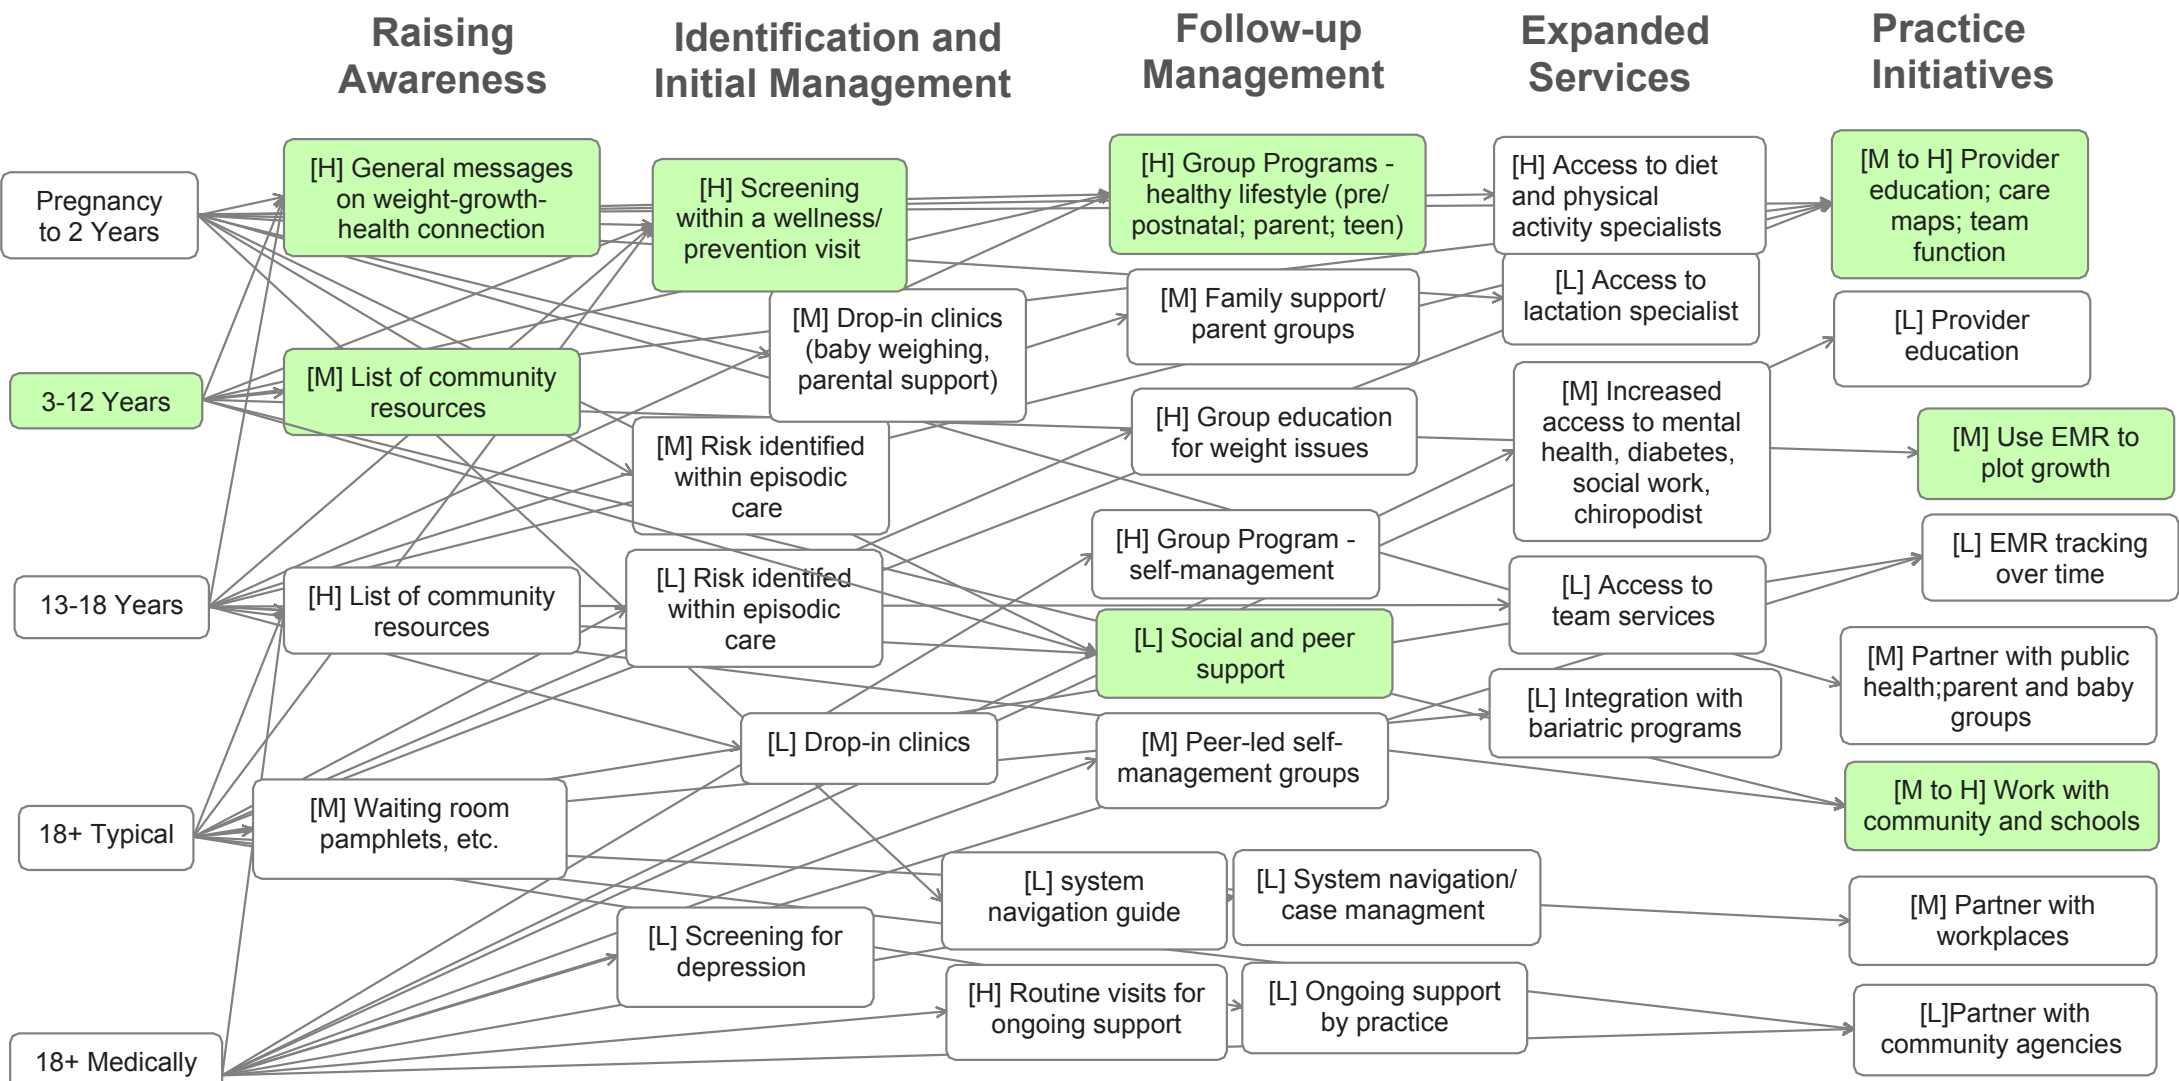 Raising
Awareness
Identification and
Initial Management
Follow-up
Management
Expanded
Services
Practice
Initiatives
Pregnancy
to 2 Years
3-12 Years
13-18 Years
18+ Typical
18+ Medically
[H] General messages
on weight-growth-
health connection
[M] List of community
resources
[H] List of community
resources
[M] Waiting room
pamphlets, etc.
[H] Screening
within a wellness/
prevention visit
[M] Drop-in clinics
(baby weighing,
parental support)
[M] Risk identified
within episodic
care
[L] Risk identifed
within episodic
care
[L] Drop-in clinics
[L] Screening for
depression
[H] Group Programs -
healthy lifestyle (pre/
postnatal; parent; teen)
[M] Family support/
parent groups
[H] Group education
for weight issues
[H] Group Program -
self-management
[L] Social and peer
support
[M] Peer-led self-
management groups
[L] system
navigation guide
[H] Routine visits for
ongoing support
[H] Access to diet
and physical
activity specialists
[L] Access to
lactation specialist
[M] Increased
access to mental
health, diabetes,
social work,
chiropodist
[L] Access to
team services
[L] Integration with
bariatric programs
[L] System navigation/
case managment
[L] Ongoing support
by practice
[M to H] Provider
education; care
maps; team
function
[L] Provider
education
[M] Use EMR to
plot growth
[L] EMR tracking
over time
[M] Partner with public
health;parent and baby
groups
[M to H] Work with
community and schools
[M] Partner with
workplaces
[L]Partner with
community agencies